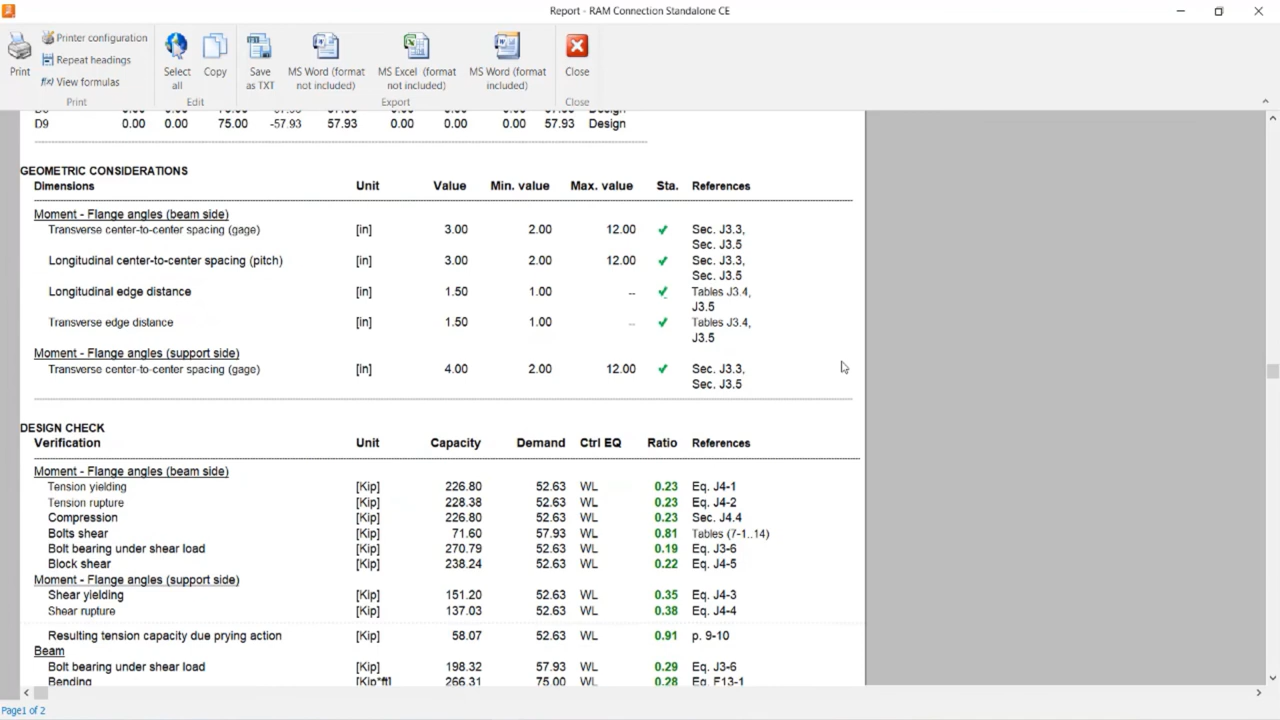 Report - RAM Connection Standalone CE
Print
Printer configuration
Repeat headings
f(x) View formulas
Print
Select all
Copy
Edit
Save as TXT
MS Word (format not included)
MS Excel (format not included)
MS Word (format included)
Export
Close
Close
D9 0.00 0.00 75.00 -57.93 57.93 0.00 0.00 0.00 57.93 Design
GEOMETRIC CONSIDERATIONS
Dimensions Unit Value Min. value Max. value Sta. References
Moment - Flange angles (beam side)
Transverse center-to-center spacing (gage) [in] 3.00 2.00 12.00 ✓ Sec. J3.3,
Sec. J3.5
Longitudinal center-to-center spacing (pitch) [in] 3.00 2.00 12.00 ✓ Sec. J3.3,
Sec. J3.5
Longitudinal edge distance [in] 1.50 1.00 -- ✓ Tables J3.4,
J3.5
Transverse edge distance [in] 1.50 1.00 -- ✓ Tables J3.4,
J3.5
Moment - Flange angles (support side)
Transverse center-to-center spacing (gage) [in] 4.00 2.00 12.00 ✓ Sec. J3.3,
Sec. J3.5
DESIGN CHECK
Verification Unit Capacity Demand Ctrl EQ Ratio References
Moment - Flange angles (beam side)
Tension yielding [Kip] 226.80 52.63 WL 0.23 Eq. J4-1
Tension rupture [Kip] 228.38 52.63 WL 0.23 Eq. J4-2
Compression [Kip] 226.80 52.63 WL 0.23 Sec. J4.4
Bolts shear [Kip] 71.60 57.93 WL 0.81 Tables (7-1..14)
Bolt bearing under shear load [Kip] 270.79 52.63 WL 0.19 Eq. J3-6
Block shear [Kip] 238.24 52.63 WL 0.22 Eq. J4-5
Moment - Flange angles (support side)
Shear yielding [Kip] 151.20 52.63 WL 0.35 Eq. J4-3
Shear rupture [Kip] 137.03 52.63 WL 0.38 Eq. J4-4
Resulting tension capacity due prying action [Kip] 58.07 52.63 WL 0.91 p. 9-10
Beam
Bolt bearing under shear load [Kip] 198.32 57.93 WL 0.29 Eq. J3-6
Bending [Kip*ft] 266.31 75.00 WL 0.28 Eq. F13-1
Page1 of 2